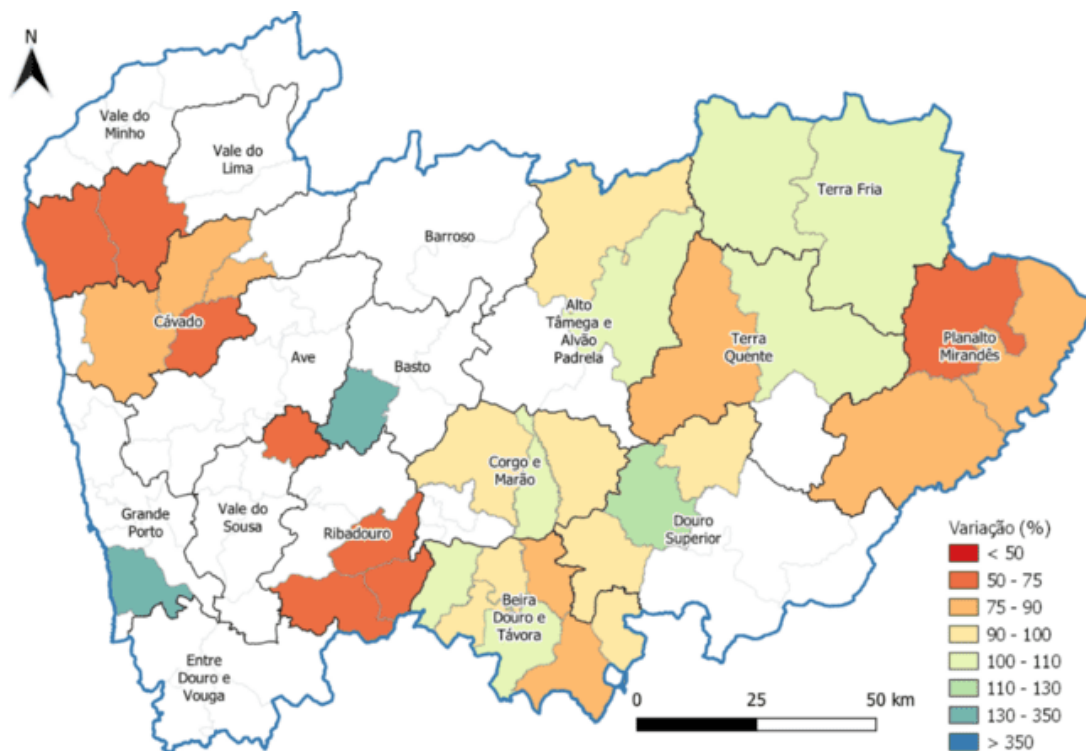 N
Vale do
Minho
Vale do
Lima
Terra Fria
Barroso
Cávado
Alto
Tâmega e
Alvão
Padrela
Terra
Quente
Planalto
Mirandês
Ave
Basto
Corgo e
Marão
Grande
Porto
Vale do
Sousa
Ribadouro
Douro
Superior
Beira
Douro e
Távora
Entre
Douro e
Vouga
0 25 50 km
Variação (%)
< 50
50 - 75
75 - 90
90 - 100
100 - 110
110 - 130
130 - 350
> 350